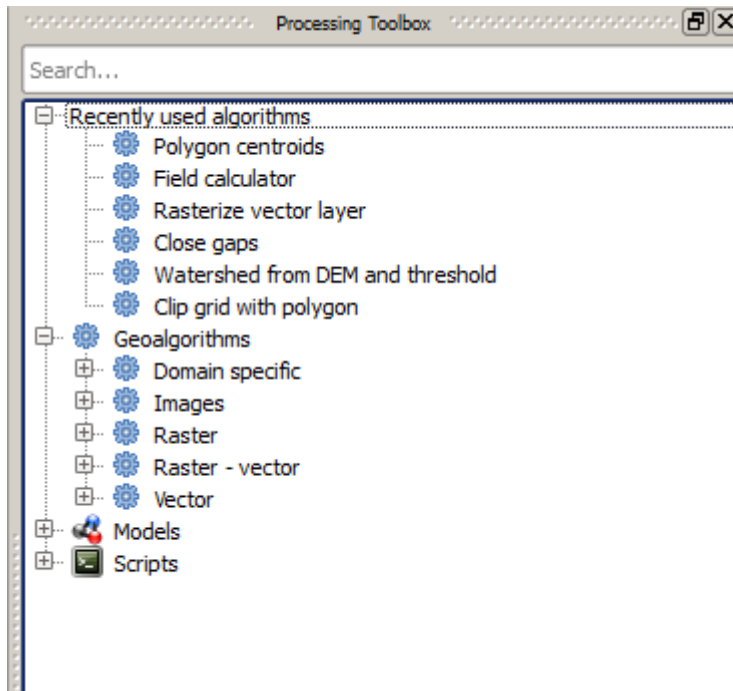 Processing Toolbox
Search...
Recently used algorithms
Polygon centroids
Field calculator
Rasterize vector layer
Close gaps
Watershed from DEM and threshold
Clip grid with polygon
Geoalgorithms
Domain specific
Images
Raster
Raster - vector
Vector
Models
Scripts